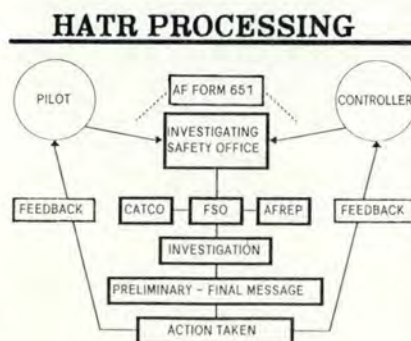 HATR PROCESSING
AF FORM 651
PILOT
CONTROLLER
INVESTIGATING
SAFETY OFFICE
FEEDBACK
CATCO
FSO
AFREP
FEEDBACK
INVESTIGATION
PRELIMINARY - FINAL MESSAGE
ACTION TAKEN